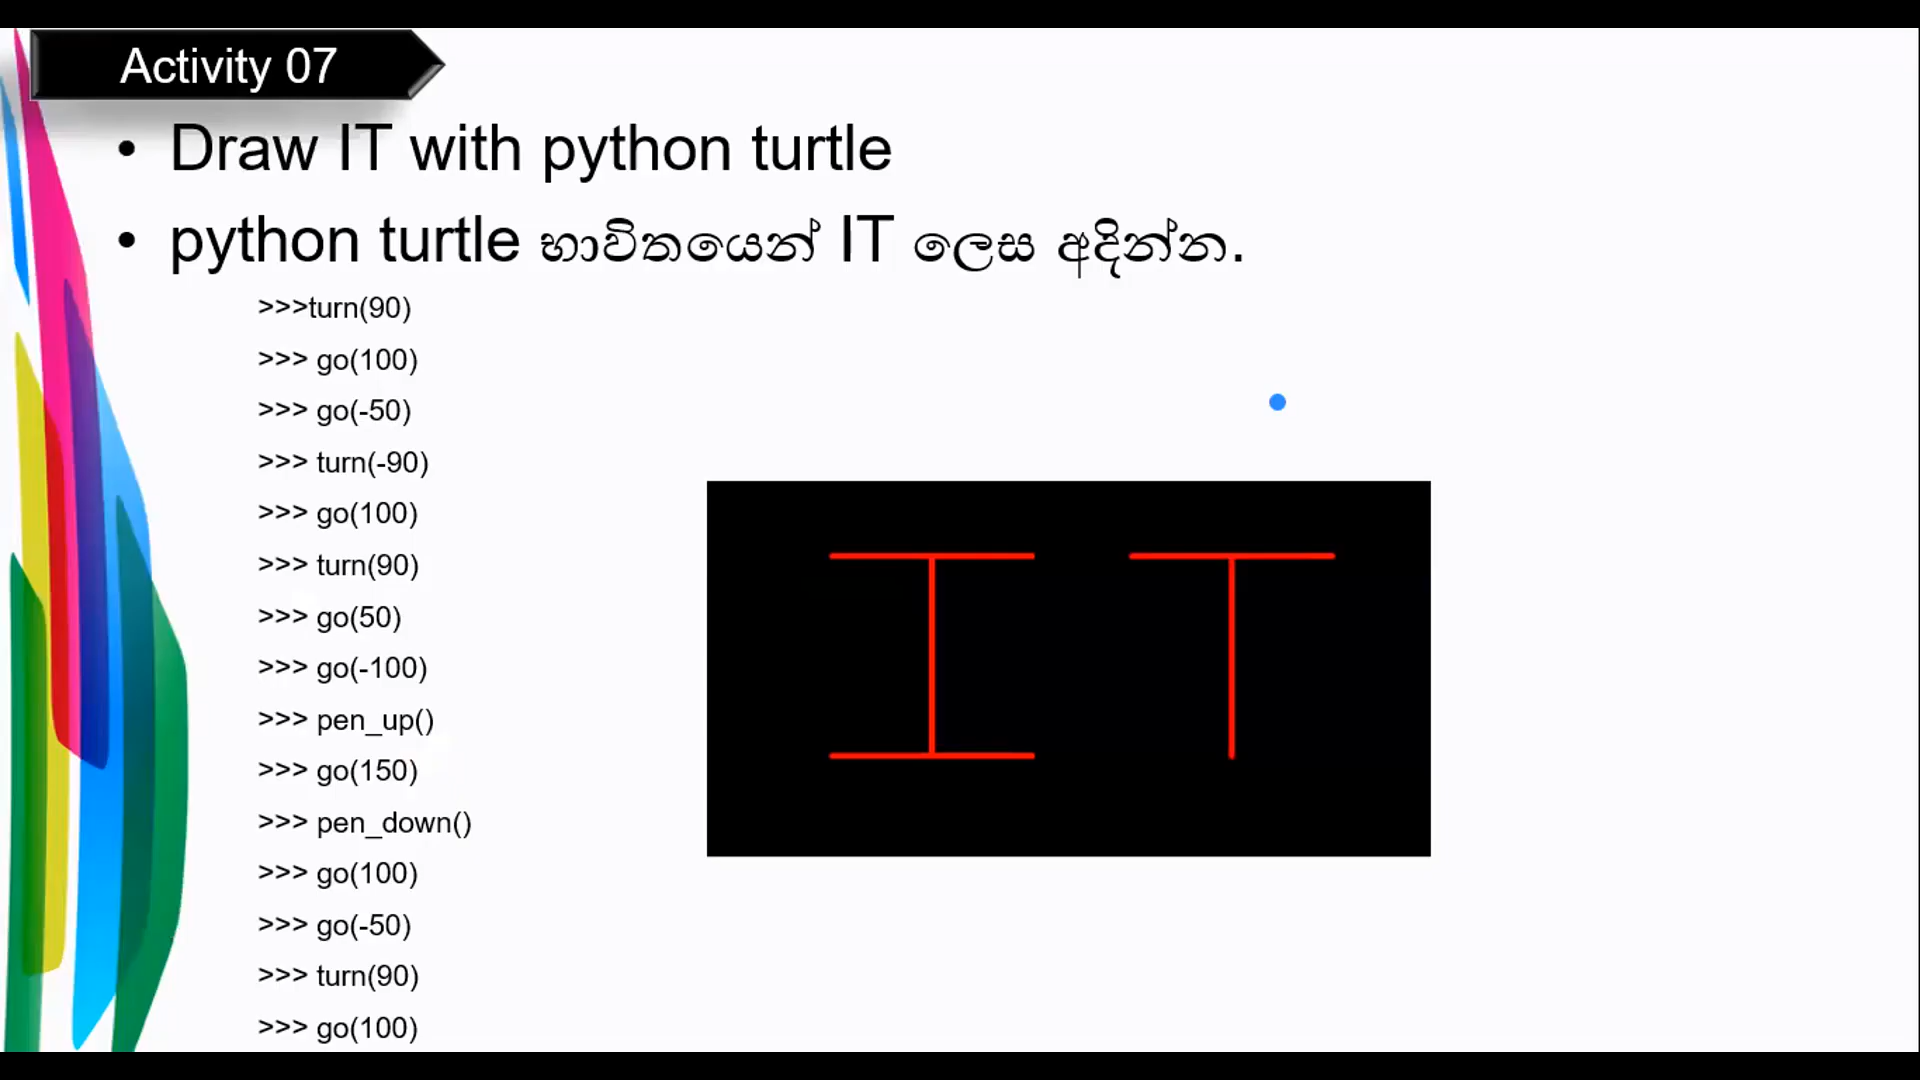 Activity 07
• Draw IT with python turtle
• python turtle භාවිතයෙන් IT ලෙස අදින්න.
>>>turn(90)
>>> go(100)
>>> go(-50)
>>> turn(-90)
>>> go(100)
>>> turn(90)
>>> go(50)
>>> go(-100)
>>> pen_up()
>>> go(150)
>>> pen_down()
>>> go(100)
>>> go(-50)
>>> turn(90)
>>> go(100)
IT